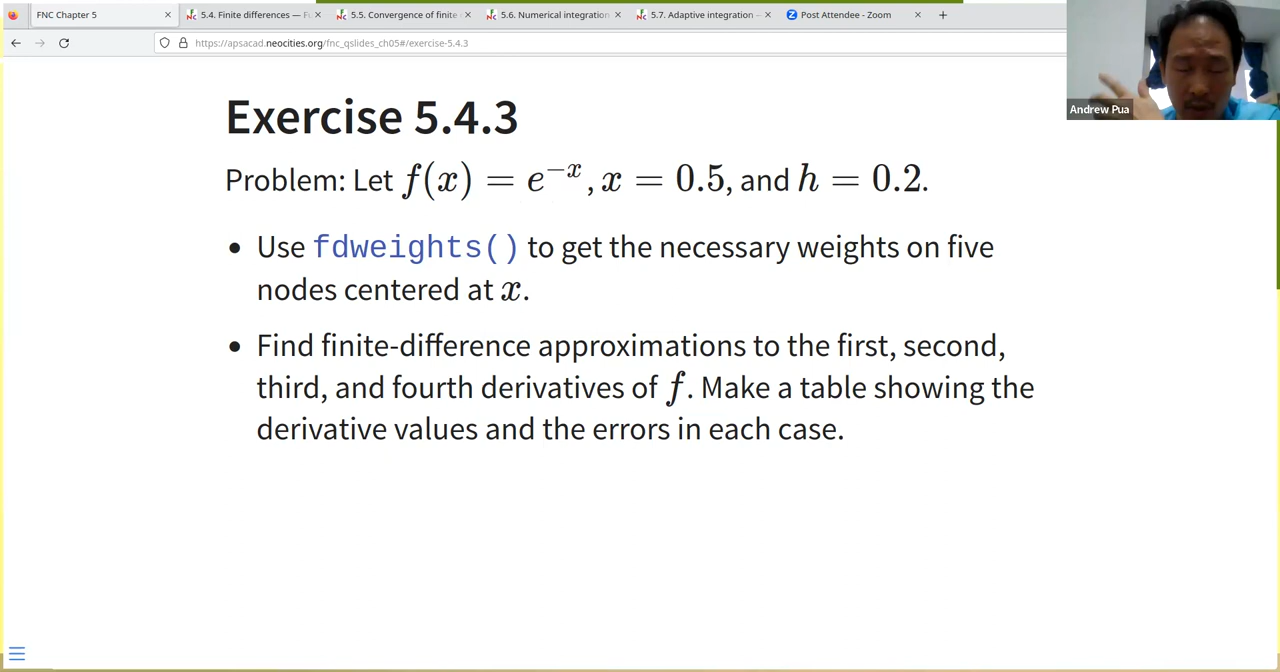 FNC Chapter 5
5.4. Finite differences — F
5.5. Convergence of finite
5.6. Numerical integration
5.7. Adaptive integration —
Post Attendee - Zoom
https://apsacad.neocities.org/fnc_qslides_ch05#/exercise-5.4.3
Andrew Pua
Exercise 5.4.3
Problem: Let f(x) = e^{-x}, x = 0.5, and h = 0.2.
• Use fdweights() to get the necessary weights on five
nodes centered at x.
• Find finite-difference approximations to the first, second,
third, and fourth derivatives of f. Make a table showing the
derivative values and the errors in each case.